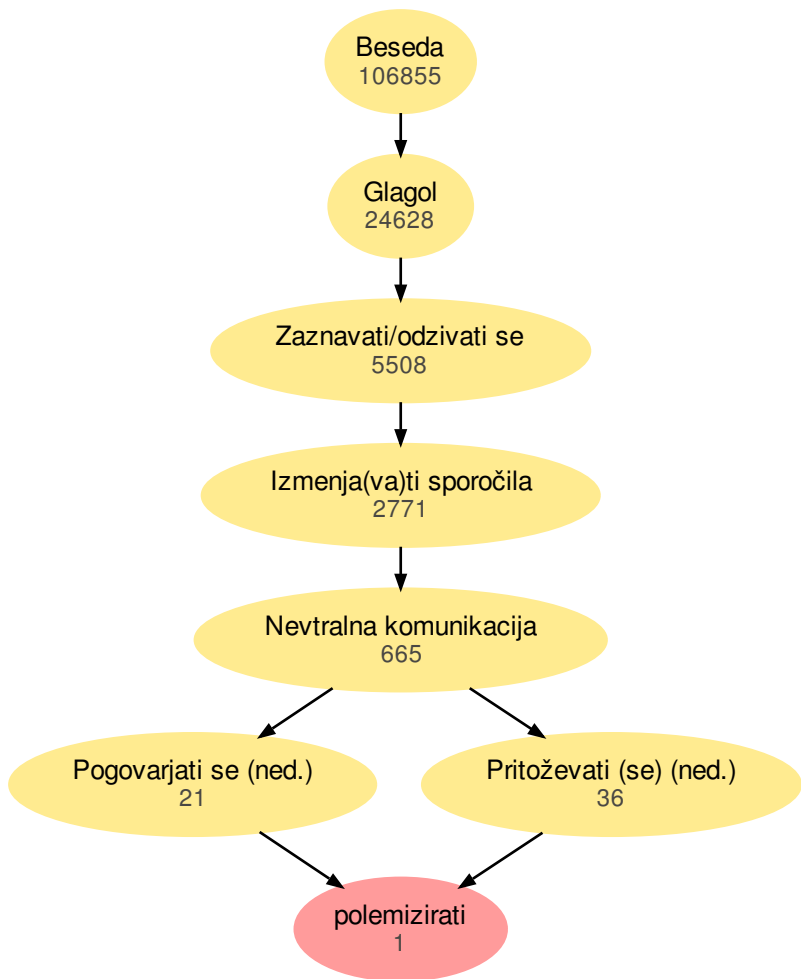 Beseda
106855
Glagol
24628
Zaznavati/odzivati se
5508
Izmenja(va)ti sporočila
2771
Nevtralna komunikacija
665
Pogovarjati se (ned.)
21
Pritoževati (se) (ned.)
36
polemizirati
1